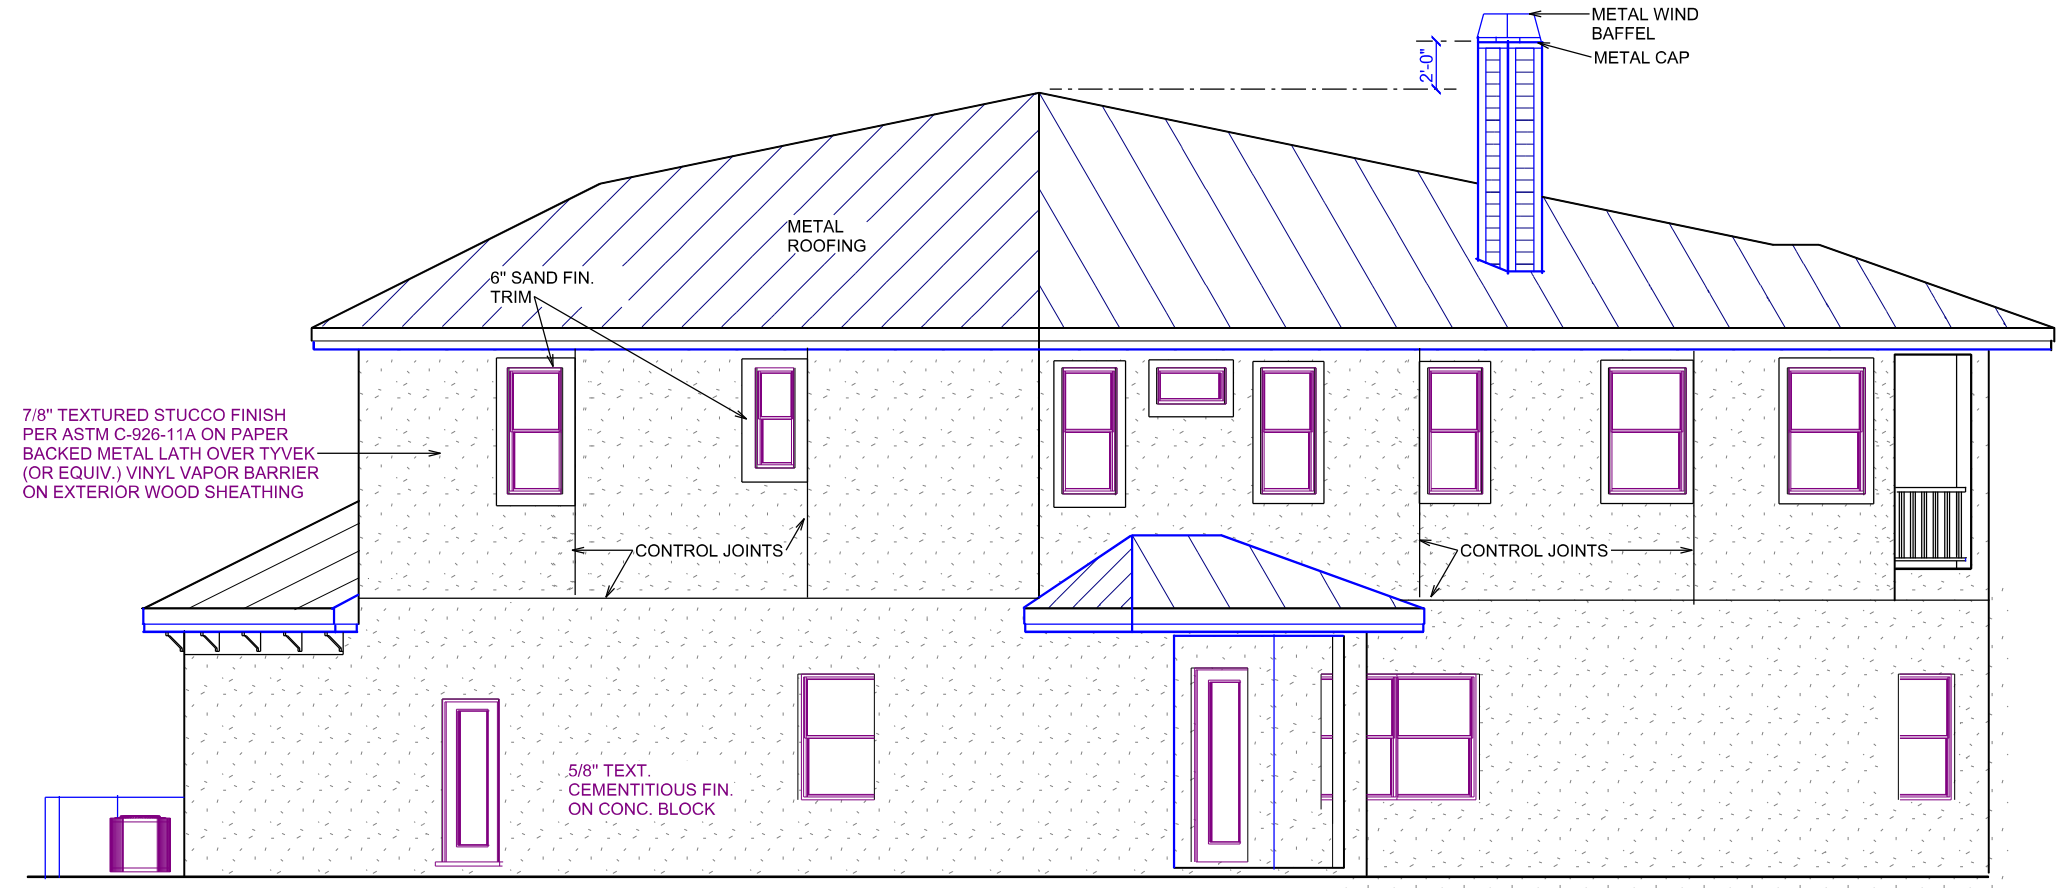 METAL WIND
BAFFEL
METAL CAP
2'-0"
METAL
ROOFING
6" SAND FIN.
TRIM
7/8" TEXTURED STUCCO FINISH
PER ASTM C-926-11A ON PAPER
BACKED METAL LATH OVER TYVEK
(OR EQUIV.) VINYL VAPOR BARRIER
ON EXTERIOR WOOD SHEATHING
CONTROL JOINTS
CONTROL JOINTS
5/8" TEXT.
CEMENTITIOUS FIN.
ON CONC. BLOCK